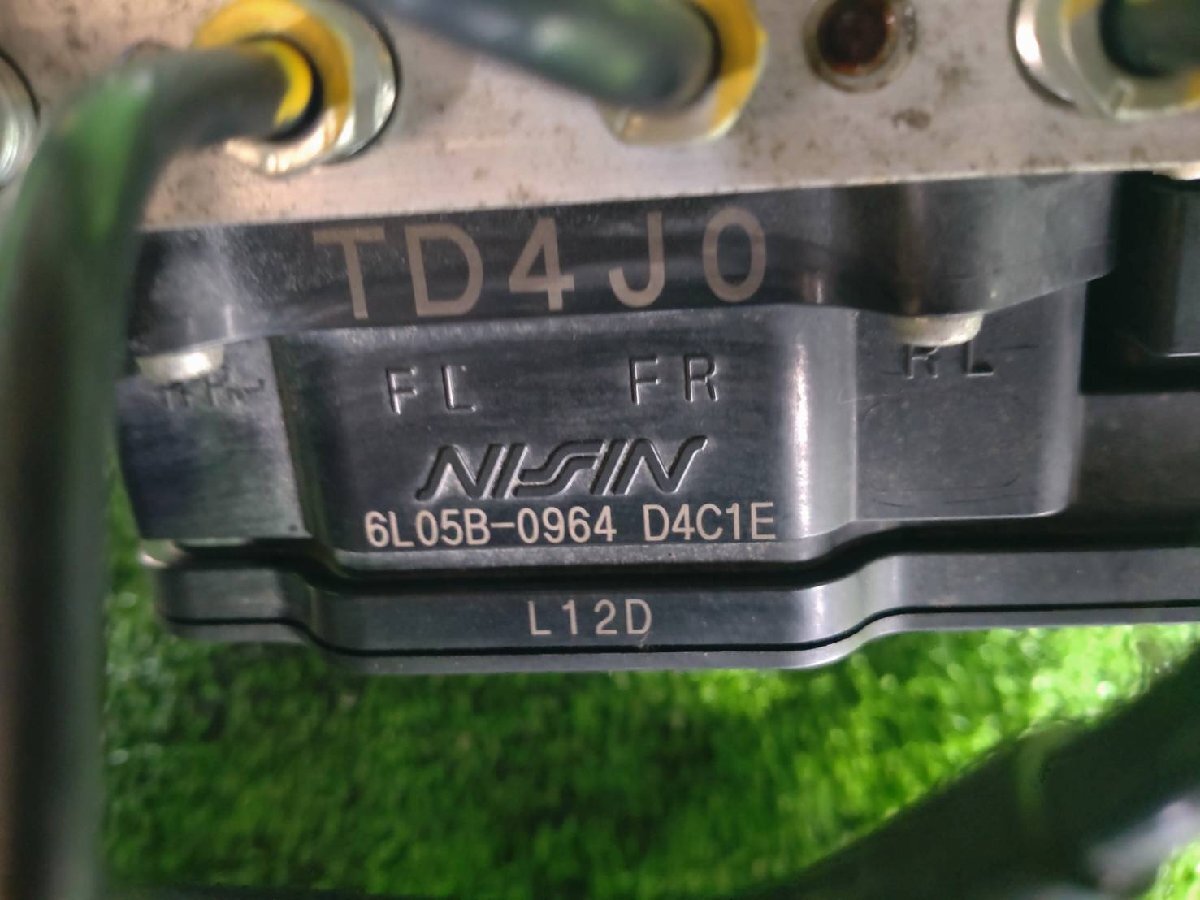 TD4J0
FL FR RL
NISSIN
6L05B-0964 D4C1E
L12D